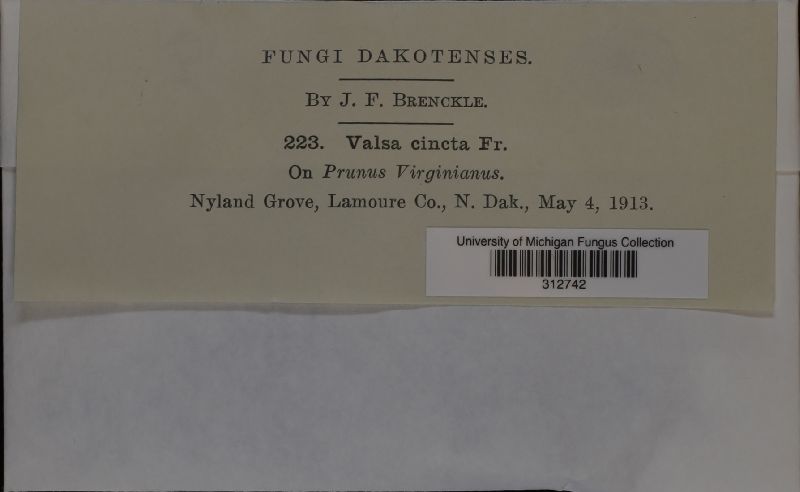 FUNGI DAKOTENSES.
BY J. F. BRENCKLE.
223. Valsa cincta Fr.
On Prunus Virginianus.
Nyland Grove, Lamoure Co., N. Dak., May 4, 1913.
University of Michigan Fungus Collection
312742